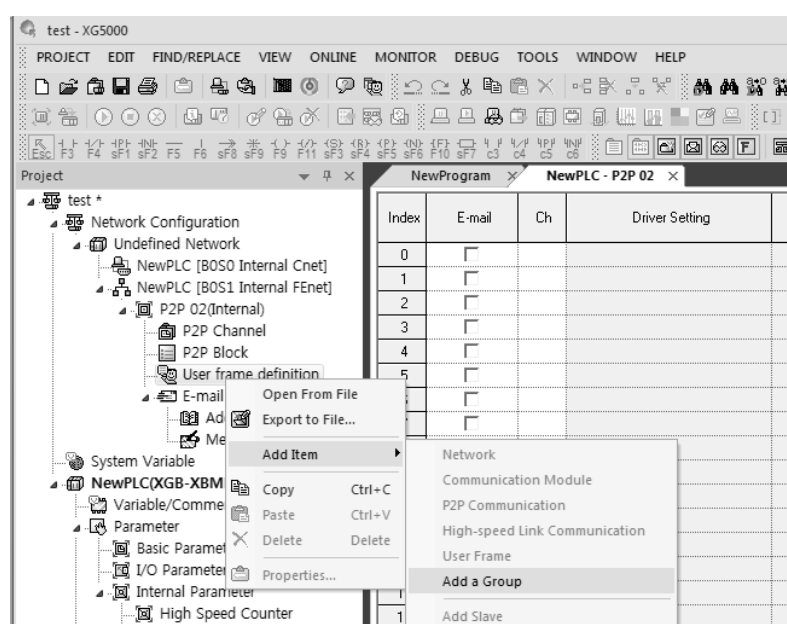 test - XG5000
PROJECT EDIT FIND/REPLACE VIEW ONLINE MONITOR DEBUG TOOLS WINDOW HELP
Esc F3 F4 sF1 sF2 F5 F6 sF8 sF9 F9 F11 sF3 sF4 sF5 sF6 F10 sF7 c3 c4 c5 c6
Project
NewProgram
NewPLC - P2P 02
test *
Network Configuration
Undefined Network
NewPLC [B0S0 Internal Cnet]
NewPLC [B0S1 Internal FEnet]
P2P 02(Internal)
P2P Channel
P2P Block
User frame definition
E-mail
Ad
Me
System Variable
NewPLC(XGB-XBM
Variable/Comme
Parameter
Basic Paramet
I/O Parameter
Internal Parameter
High Speed Counter
Index E-mail Ch Driver Setting
0
1
2
3
4
5
Open From File
Export to File...
Add Item
Copy Ctrl+C
Paste Ctrl+V
Delete Delete
Properties...
Network
Communication Module
P2P Communication
High-speed Link Communication
User Frame
Add a Group
Add Slave